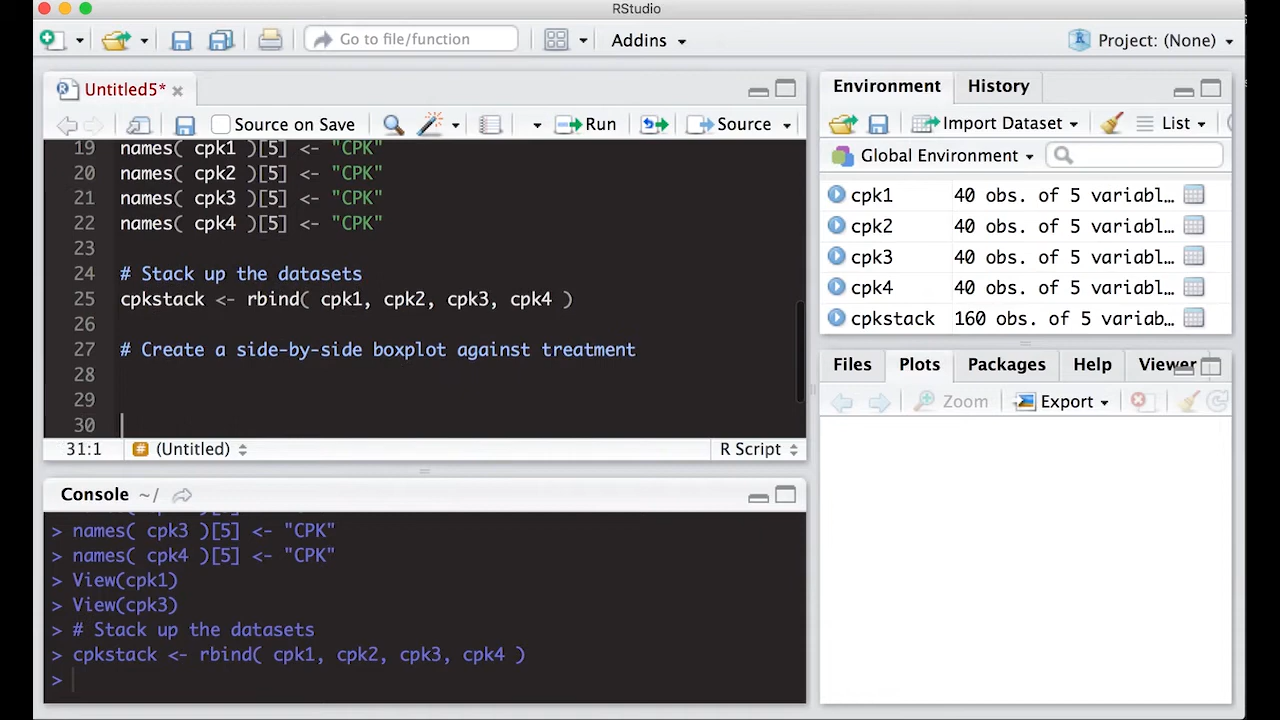 RStudio
Go to file/function
Addins
Project: (None)
Untitled5*
Source on Save
Run
Source
19 names( cpk1 )[5] <- "CPK"
20 names( cpk2 )[5] <- "CPK"
21 names( cpk3 )[5] <- "CPK"
22 names( cpk4 )[5] <- "CPK"
23
24 # Stack up the datasets
25 cpkstack <- rbind( cpk1, cpk2, cpk3, cpk4 )
26
27 # Create a side-by-side boxplot against treatment
28
29
30
31:1 # (Untitled) R Script
Console ~/
> names( cpk3 )[5] <- "CPK"
> names( cpk4 )[5] <- "CPK"
> View(cpk1)
> View(cpk3)
> # Stack up the datasets
> cpkstack <- rbind( cpk1, cpk2, cpk3, cpk4 )
>
Environment History
Import Dataset List
Global Environment
cpk1 40 obs. of 5 variabl…
cpk2 40 obs. of 5 variabl…
cpk3 40 obs. of 5 variabl…
cpk4 40 obs. of 5 variabl…
cpkstack 160 obs. of 5 variab…
Files Plots Packages Help Viewer
Zoom Export